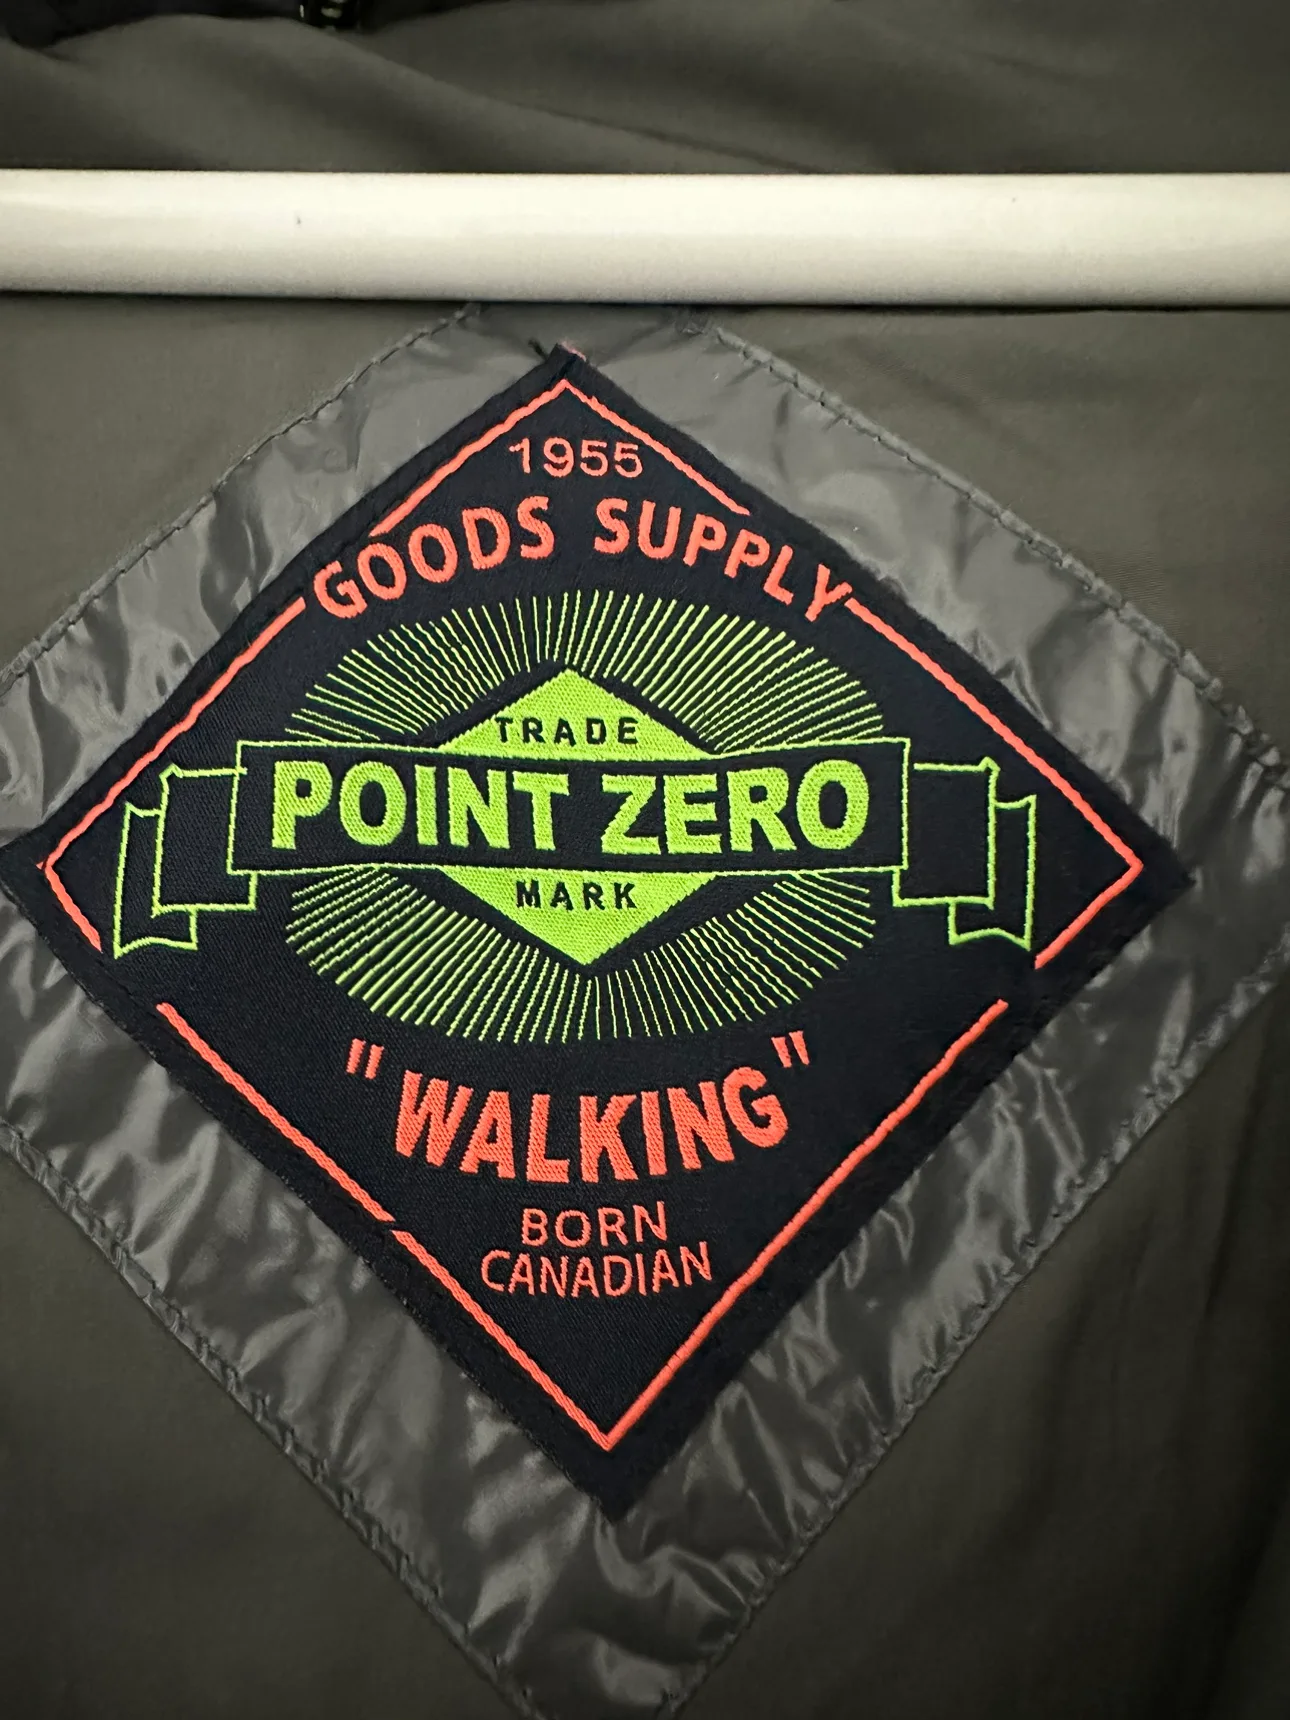 1955
GOODS SUPPLY
TRADE
POINT ZERO
MARK
"WALKING"
BORN
CANADIAN